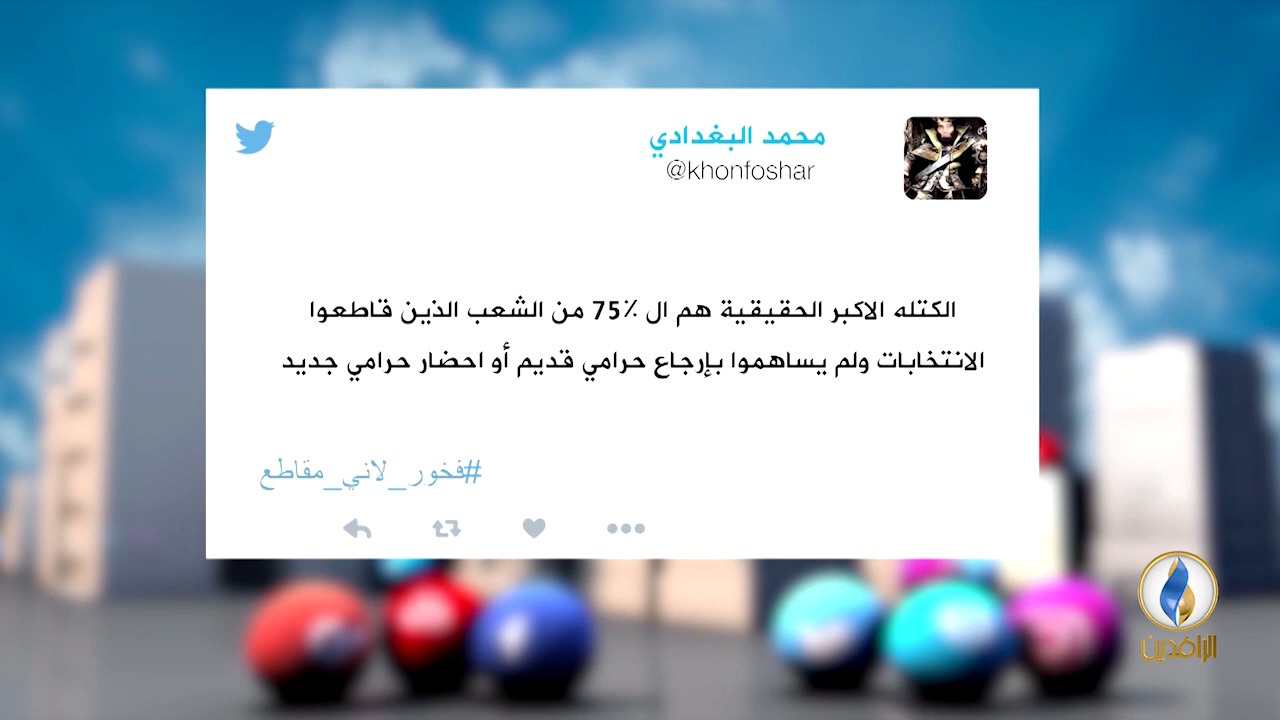 محمد البغدادي
@khonfoshar
الكتله الاكبر الحقيقية هم ال ٪75 من الشعب الذين قاطعوا
الانتخابات ولم يساهموا بإرجاع حرامي قديم أو احضار حرامي جديد
#فخور_لاني_مقاطع
الرافدين